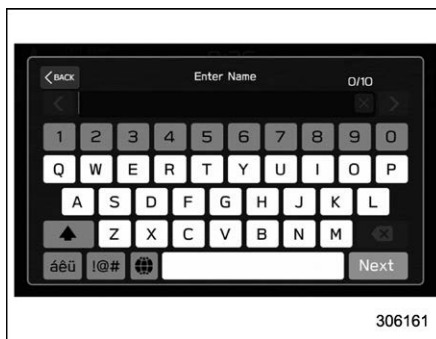 BACK Enter Name 0/10
1 2 3 4 5 6 7 8 9 0
Q W E R T Y U I O P
A S D F G H J K L
Z X C V B N M
áêü !@# Next
306161